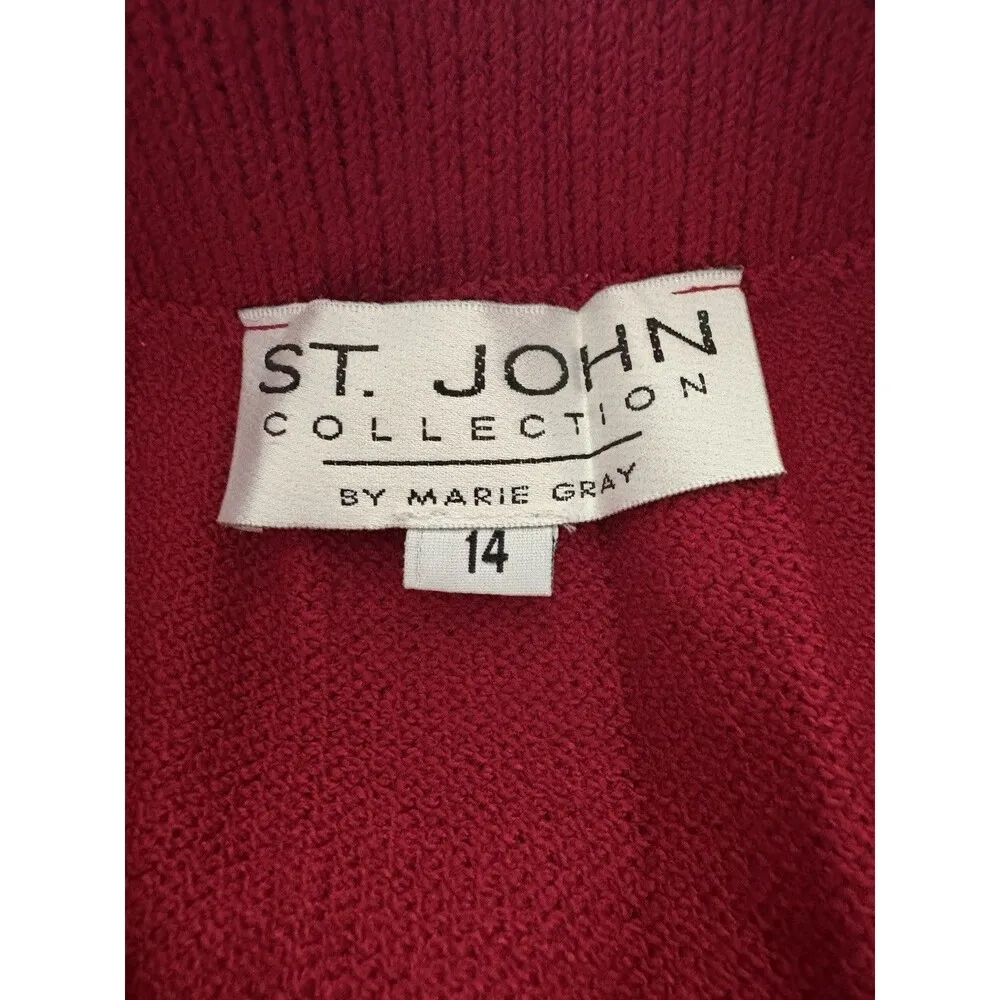 ST. JOHN
COLLECTION
BY MARIE GRAY
14